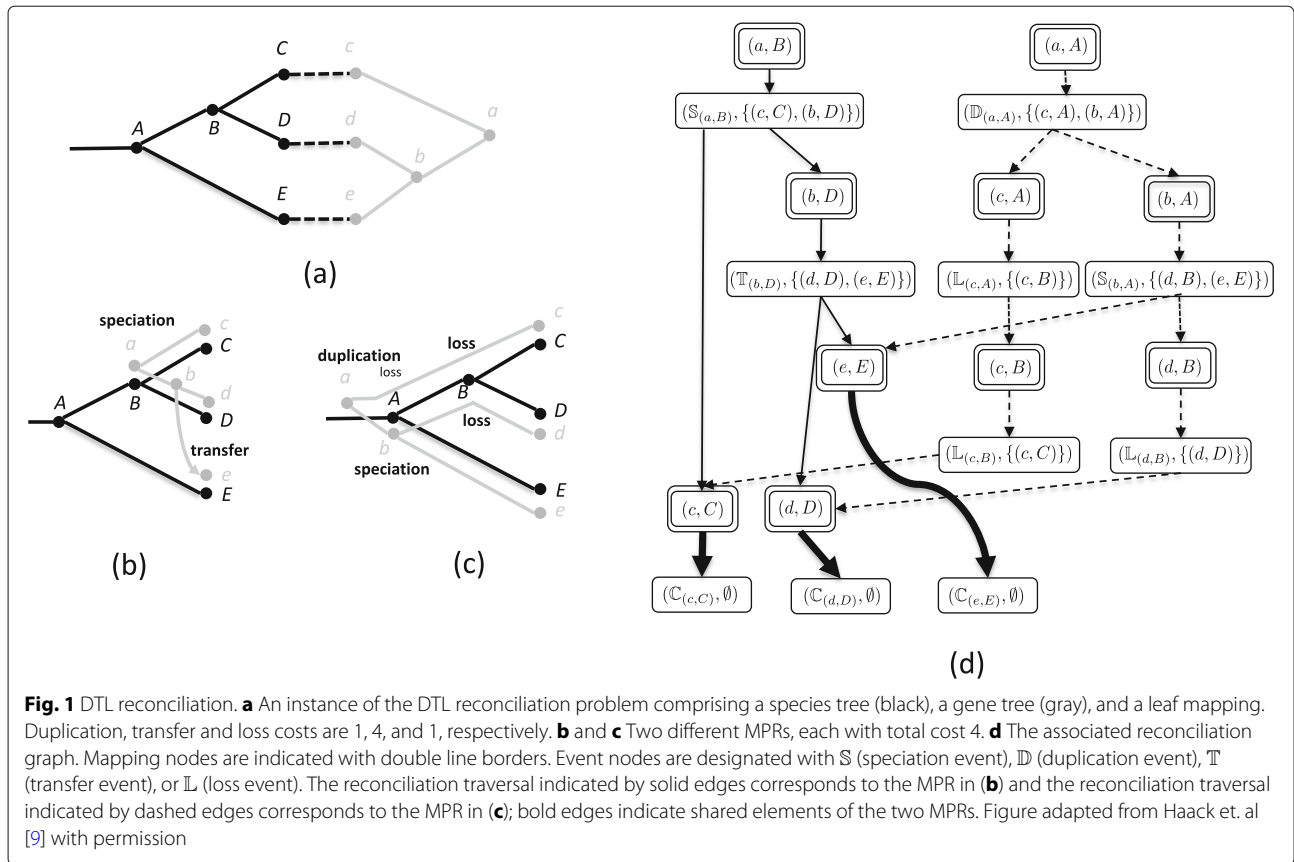 C
c
B
D
d
a
A
b
E
e
(a)
speciation
c
a
C
b
d
A
B
D
transfer
e
E
(b)
c
loss
C
duplication
loss
a
B
A
D
loss
d
b
speciation
E
e
(c)
(a, B)
(a, A)
(𝕊(a,B), {(c, C), (b, D)})
(𝔻(a,A), {(c, A), (b, A)})
(b, D)
(c, A)
(b, A)
(𝕋(b,D), {(d, D), (e, E)})
(𝕃(c,A), {(c, B)})
(𝕊(b,A), {(d, B), (e, E)})
(e, E)
(c, B)
(d, B)
(𝕃(c,B), {(c, C)})
(𝕃(d,B), {(d, D)})
(c, C)
(d, D)
(ℂ(c,C), ∅)
(ℂ(d,D), ∅)
(ℂ(e,E), ∅)
(d)
Fig. 1 DTL reconciliation. a An instance of the DTL reconciliation problem comprising a species tree (black), a gene tree (gray), and a leaf mapping.
Duplication, transfer and loss costs are 1, 4, and 1, respectively. b and c Two different MPRs, each with total cost 4. d The associated reconciliation
graph. Mapping nodes are indicated with double line borders. Event nodes are designated with 𝕊 (speciation event), 𝔻 (duplication event), 𝕋
(transfer event), or 𝕃 (loss event). The reconciliation traversal indicated by solid edges corresponds to the MPR in (b) and the reconciliation traversal
indicated by dashed edges corresponds to the MPR in (c); bold edges indicate shared elements of the two MPRs. Figure adapted from Haack et. al
[9] with permission